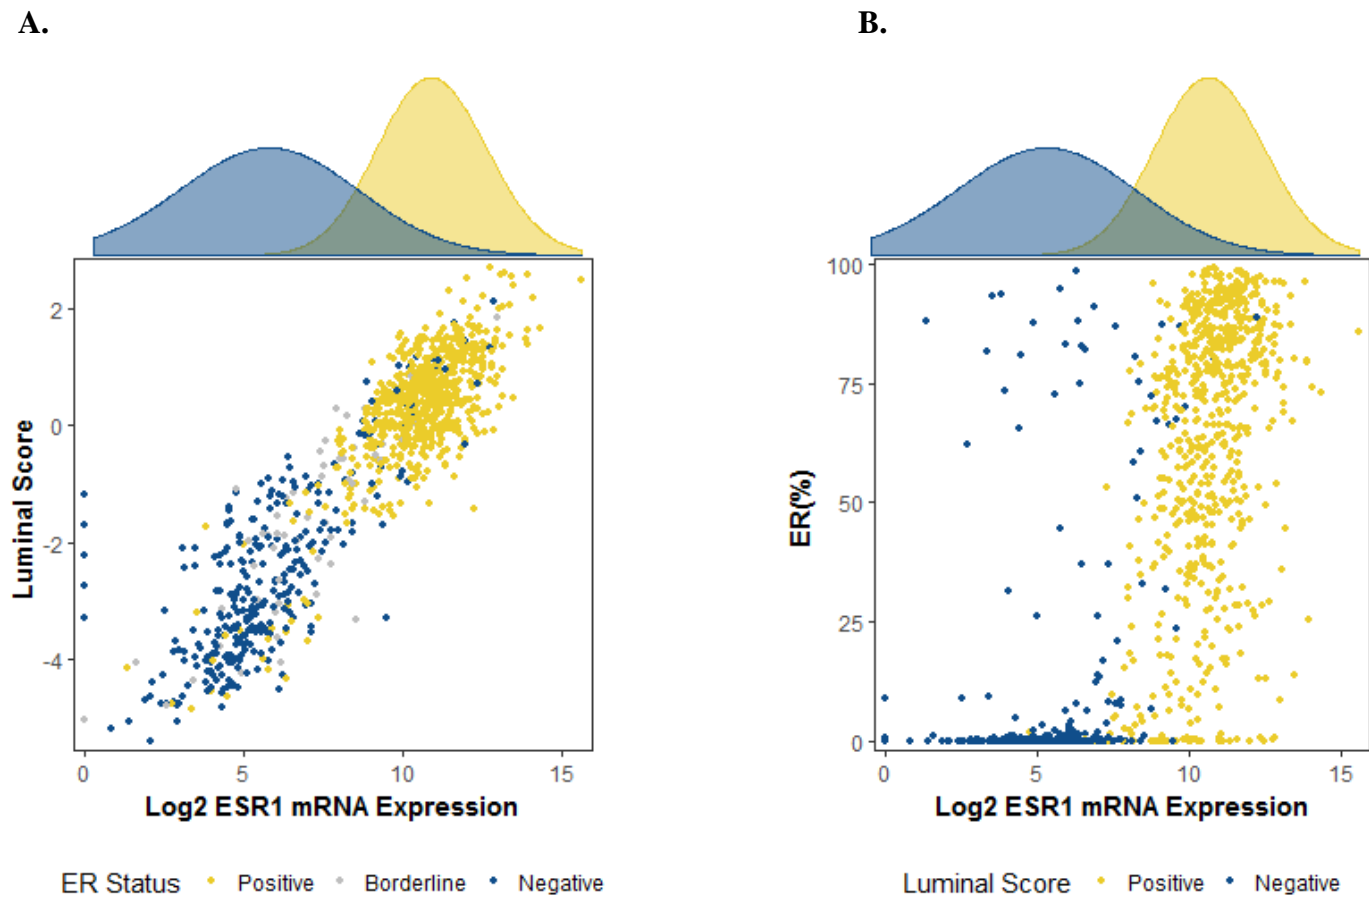 A.
B.
Luminal Score
2
0
-2
-4
0 5 10 15
Log2 ESR1 mRNA Expression
ER Status Positive Borderline Negative
ER(%)
100
75
50
25
0
0 5 10 15
Log2 ESR1 mRNA Expression
Luminal Score Positive Negative